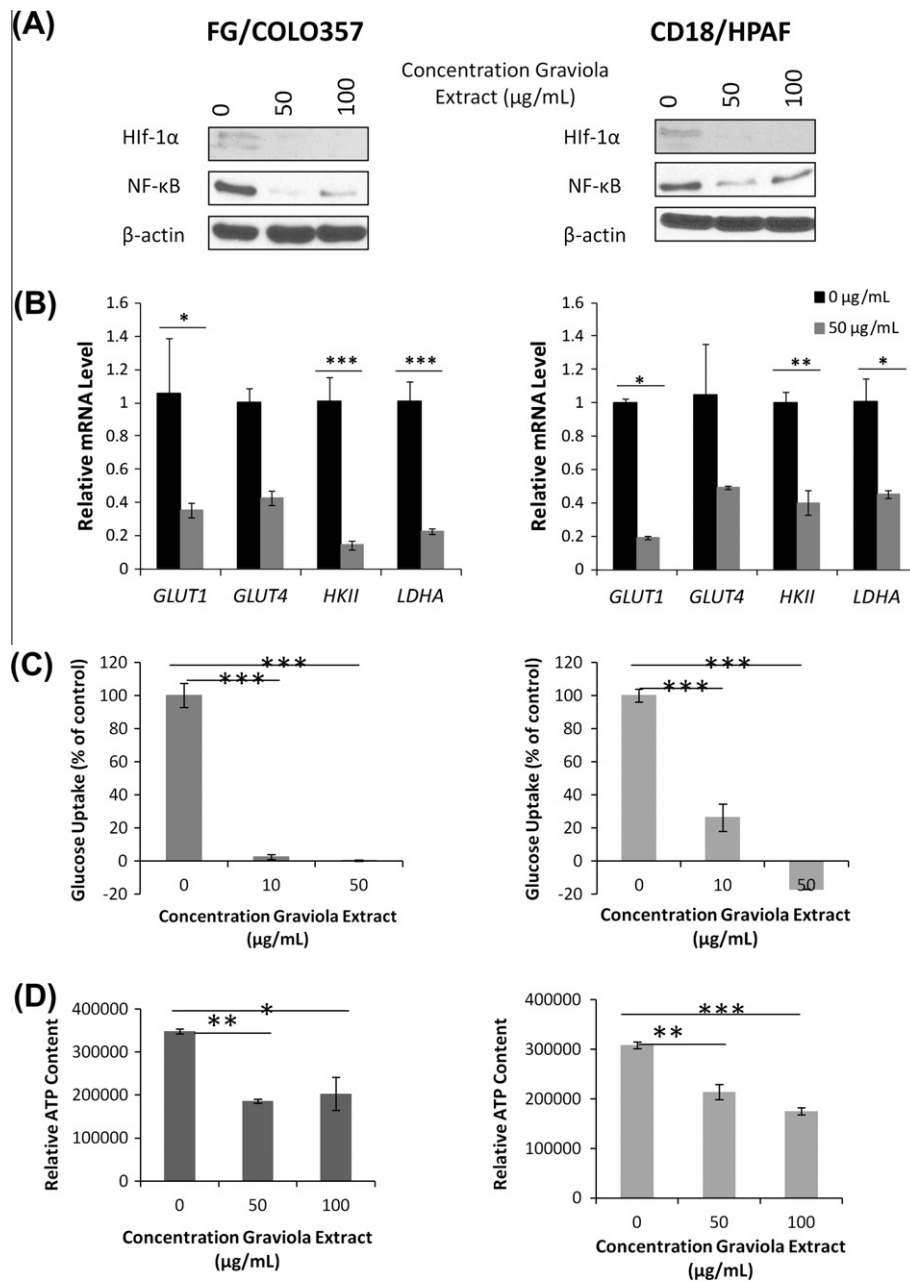 (A)
FG/COLO357
CD18/HPAF
Concentration Graviola
Extract (μg/mL)
0
50
100
0
50
100
HIf-1α
NF-κB
β-actin
HIf-1α
NF-κB
β-actin
(B)
Relative mRNA Level
1.6
1.4
1.2
1
0.8
0.6
0.4
0.2
0
*
***
***
GLUT1
GLUT4
HKII
LDHA
Relative mRNA Level
1.6
1.4
1.2
1
0.8
0.6
0.4
0.2
0
0 μg/mL
50 μg/mL
*
**
*
GLUT1
GLUT4
HKII
LDHA
(C)
Glucose Uptake (% of control)
120
100
80
60
40
20
0
-20
***
***
0
10
50
Concentration Graviola Extract
(μg/mL)
Glucose Uptake (% of control)
120
100
80
60
40
20
0
-20
***
***
0
10
50
Concentration Graviola Extract
(μg/mL)
(D)
Relative ATP Content
400000
300000
200000
100000
0
*
**
0
50
100
Concentration Graviola Extract
(μg/mL)
Relative ATP Content
400000
300000
200000
100000
0
***
**
0
50
100
Concentration Graviola Extract
(μg/mL)